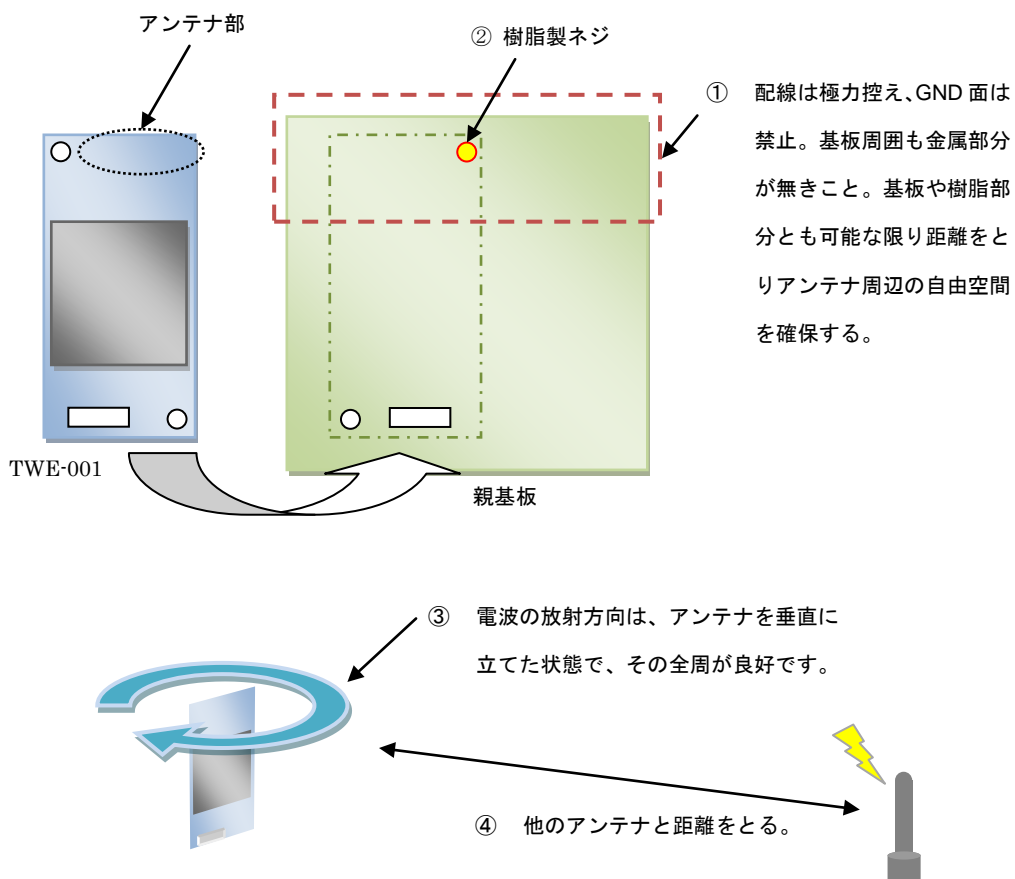 アンテナ部
② 樹脂製ネジ
① 配線は極力控え、GND 面は
禁止。基板周囲も金属部分
が無きこと。基板や樹脂部
分とも可能な限り距離をと
りアンテナ周辺の自由空間
を確保する。
TWE-001
親基板
③ 電波の放射方向は、アンテナを垂直に
立てた状態で、その全周が良好です。
④ 他のアンテナと距離をとる。